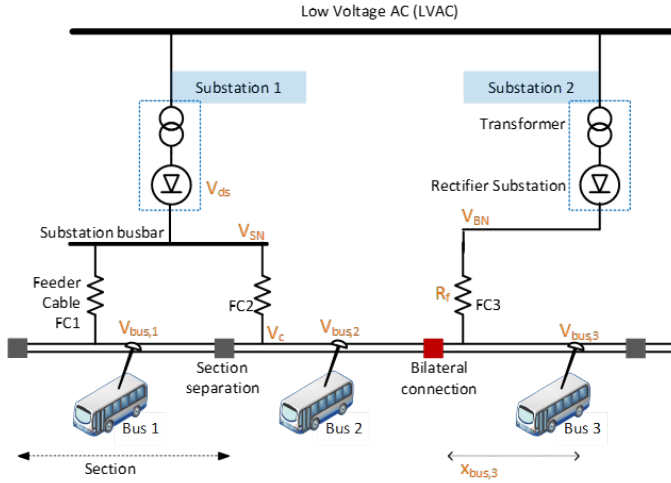 Low Voltage AC (LVAC)
Substation 1
Substation 2
Transformer
Rectifier Substation
Vds
Substation busbar
VSN
VBN
Feeder
Cable
FC1
FC2
Rf
FC3
Vbus,1
Vc
Vbus,2
Vbus,3
Section
separation
Bilateral
connection
Bus 1
Bus 2
Bus 3
Section
xbus,3